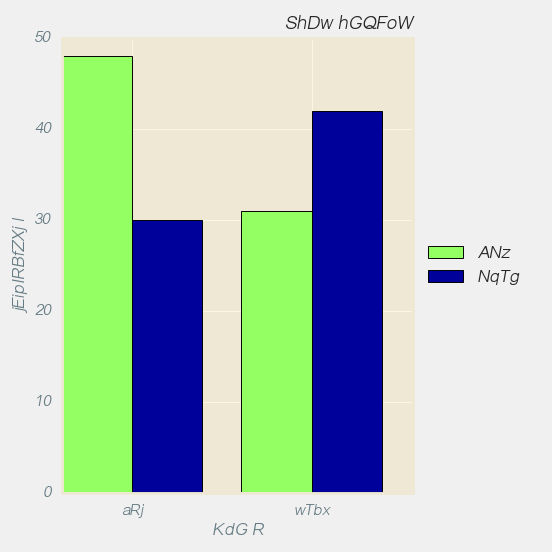 ShDw hGQFoW
50
40
30
20
10
0
jEipIRBfZXj I
aRj
wTbx
KdG R
ANz
NqTg